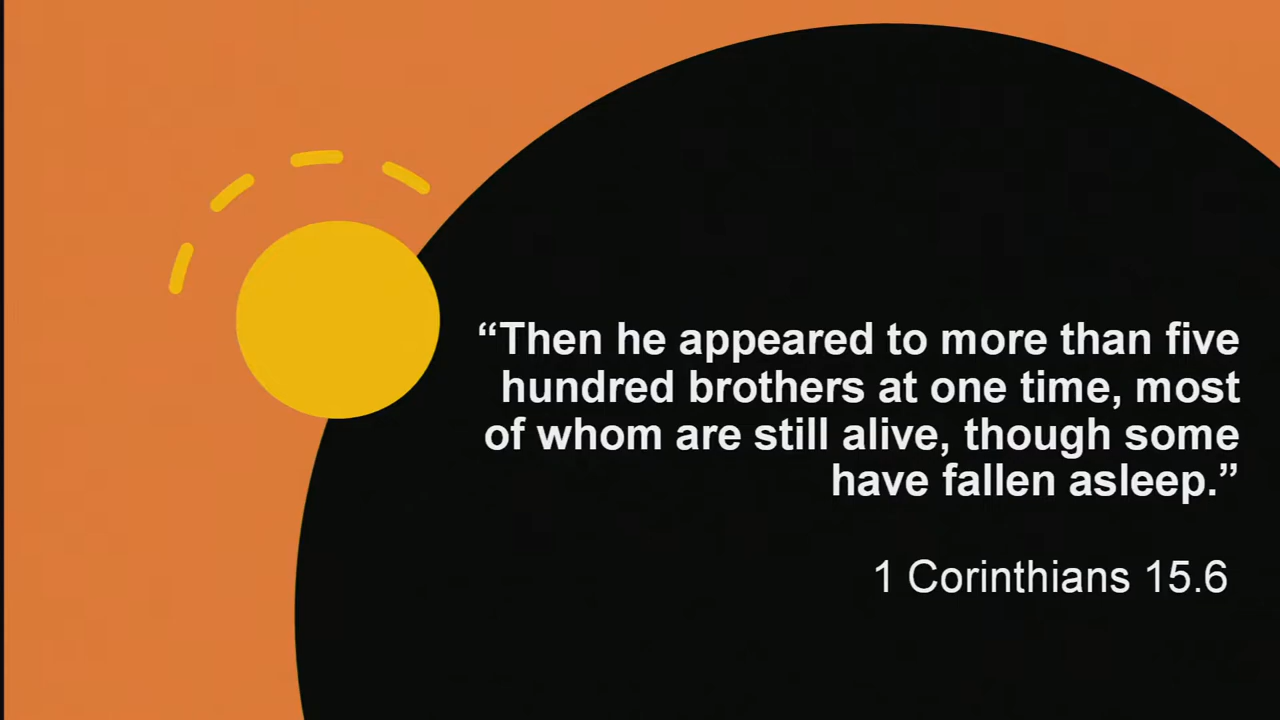 “Then he appeared to more than five
hundred brothers at one time, most
of whom are still alive, though some
have fallen asleep.”
1 Corinthians 15.6